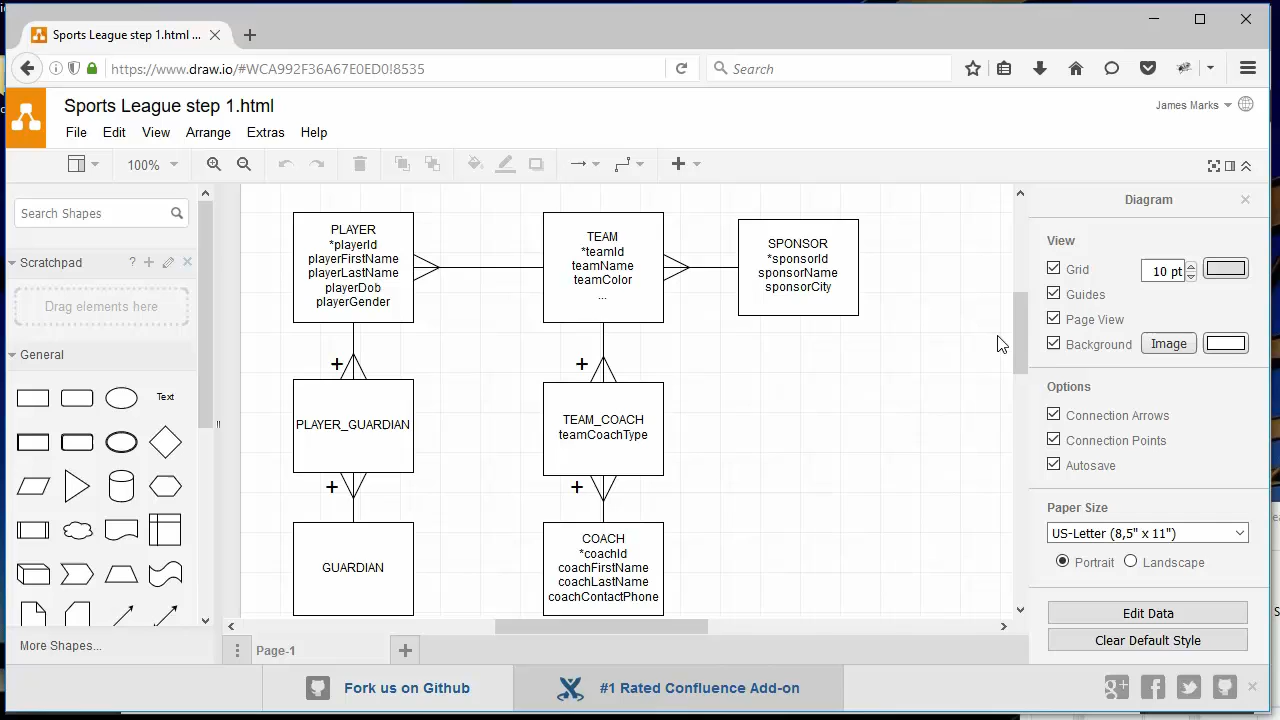 Sports League step 1.html ...
https://www.draw.io/#WCA992F36A67E0ED0!8535
Search
Sports League step 1.html
James Marks
File Edit View Arrange Extras Help
100%
Search Shapes
Scratchpad
?
Drag elements here
General
Text
More Shapes...
PLAYER
*playerId
playerFirstName
playerLastName
playerDob
playerGender
TEAM
*teamId
teamName
teamColor
...
SPONSOR
*sponsorId
sponsorName
sponsorCity
+
+
PLAYER_GUARDIAN
TEAM_COACH
teamCoachType
+
+
GUARDIAN
COACH
*coachId
coachFirstName
coachLastName
coachContactPhone
Page-1
Diagram
View
Grid
10 pt
Guides
Page View
Background
Image
Options
Connection Arrows
Connection Points
Autosave
Paper Size
US-Letter (8,5" x 11")
Portrait Landscape
Edit Data
Clear Default Style
Fork us on Github
#1 Rated Confluence Add-on